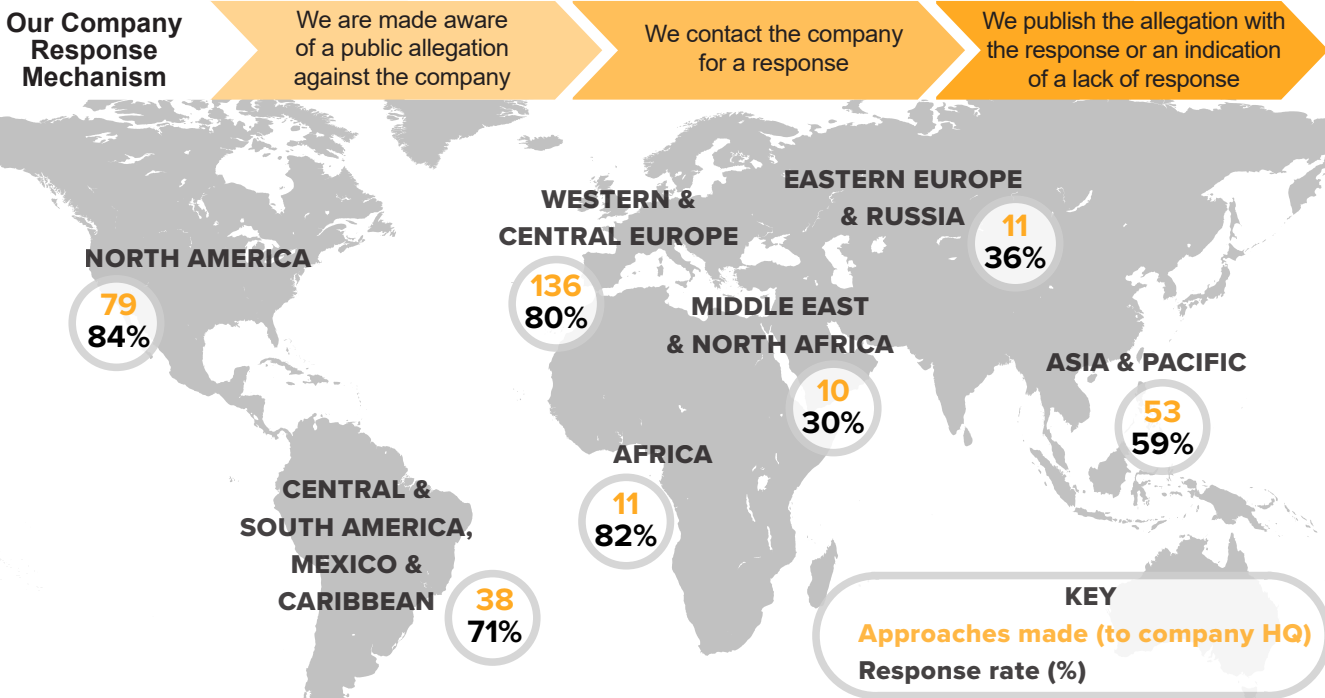 Our Company
Response
Mechanism
We are made aware
of a public allegation
against the company
We contact the company
for a response
We publish the allegation with
the response or an indication
of a lack of response
NORTH AMERICA
79
84%
WESTERN &
CENTRAL EUROPE
136
80%
EASTERN EUROPE
& RUSSIA
11
36%
MIDDLE EAST
& NORTH AFRICA
10
30%
ASIA & PACIFIC
53
59%
AFRICA
11
82%
CENTRAL &
SOUTH AMERICA,
MEXICO &
CARIBBEAN
38
71%
KEY
Approaches made (to company HQ)
Response rate (%)